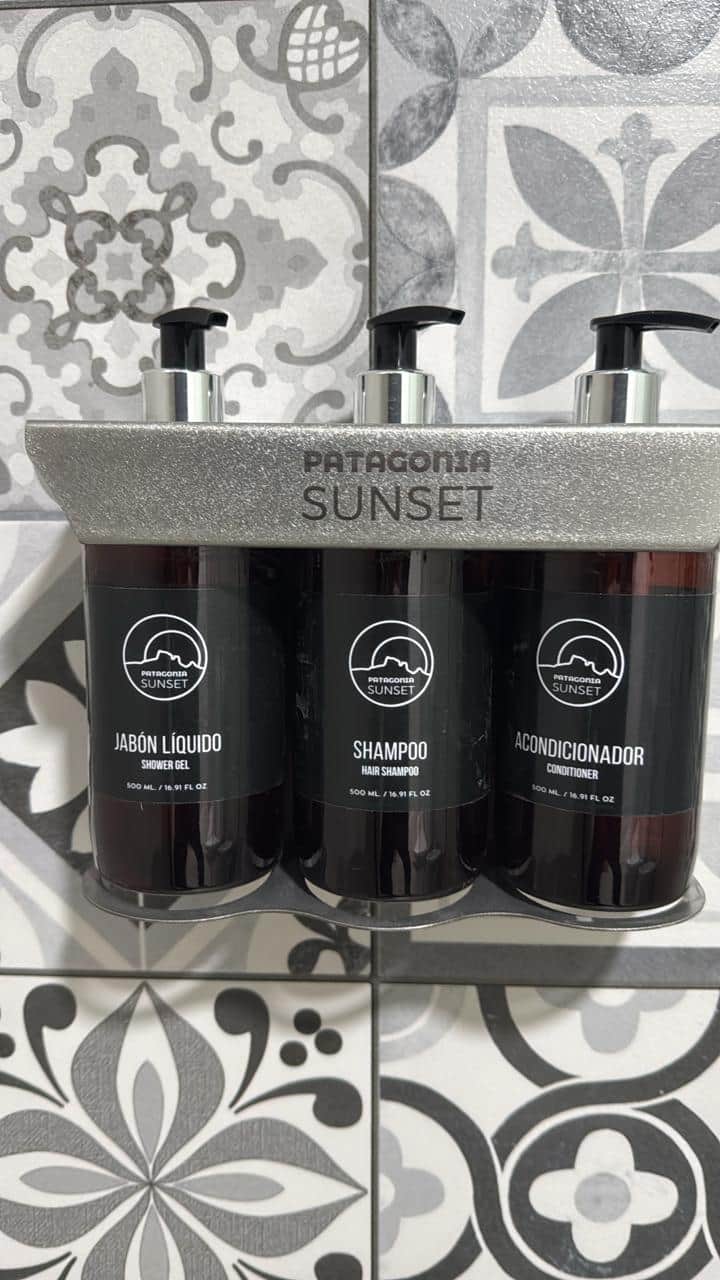 PATAGONIA
SUNSET
PATAGONIA
SUNSET
JABÓN LÍQUIDO
SHOWER GEL
500 ML. / 16.91 FL OZ
PATAGONIA
SUNSET
SHAMPOO
HAIR SHAMPOO
500 ML. / 16.91 FL OZ
PATAGONIA
SUNSET
ACONDICIONADOR
CONDITIONER
500 ML. / 16.91 FL OZ